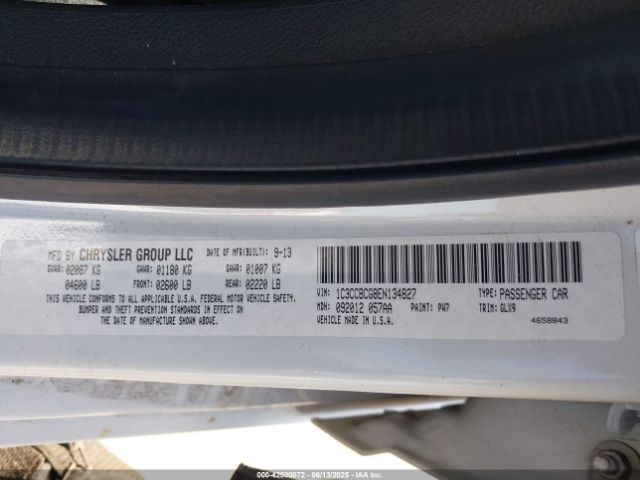 MFD BY CHRYSLER GROUP LLC DATE OF MFR(BUILT): 9-13
GVWR: 02087 KG GAWR: 01180 KG GAWR: 01007 KG
04600 LB FRONT: 02600 LB REAR: 02220 LB
THIS VEHICLE CONFORMS TO ALL APPLICABLE FEDERAL MOTOR VEHICLE SAFETY,
BUMPER AND THEFT PREVENTION STANDARDS IN EFFECT ON
THE DATE OF MANUFACTURE SHOWN ABOVE.
VIN: 1C3CCBCG8EN134827 TYPE: PASSENGER CAR
MDH: 092012 057AA PAINT: PW7 TRIM: GLX9
VEHICLE MADE IN U.S.A. 4658843
000-42500072 - 06/13/2025 - IAA, Inc.